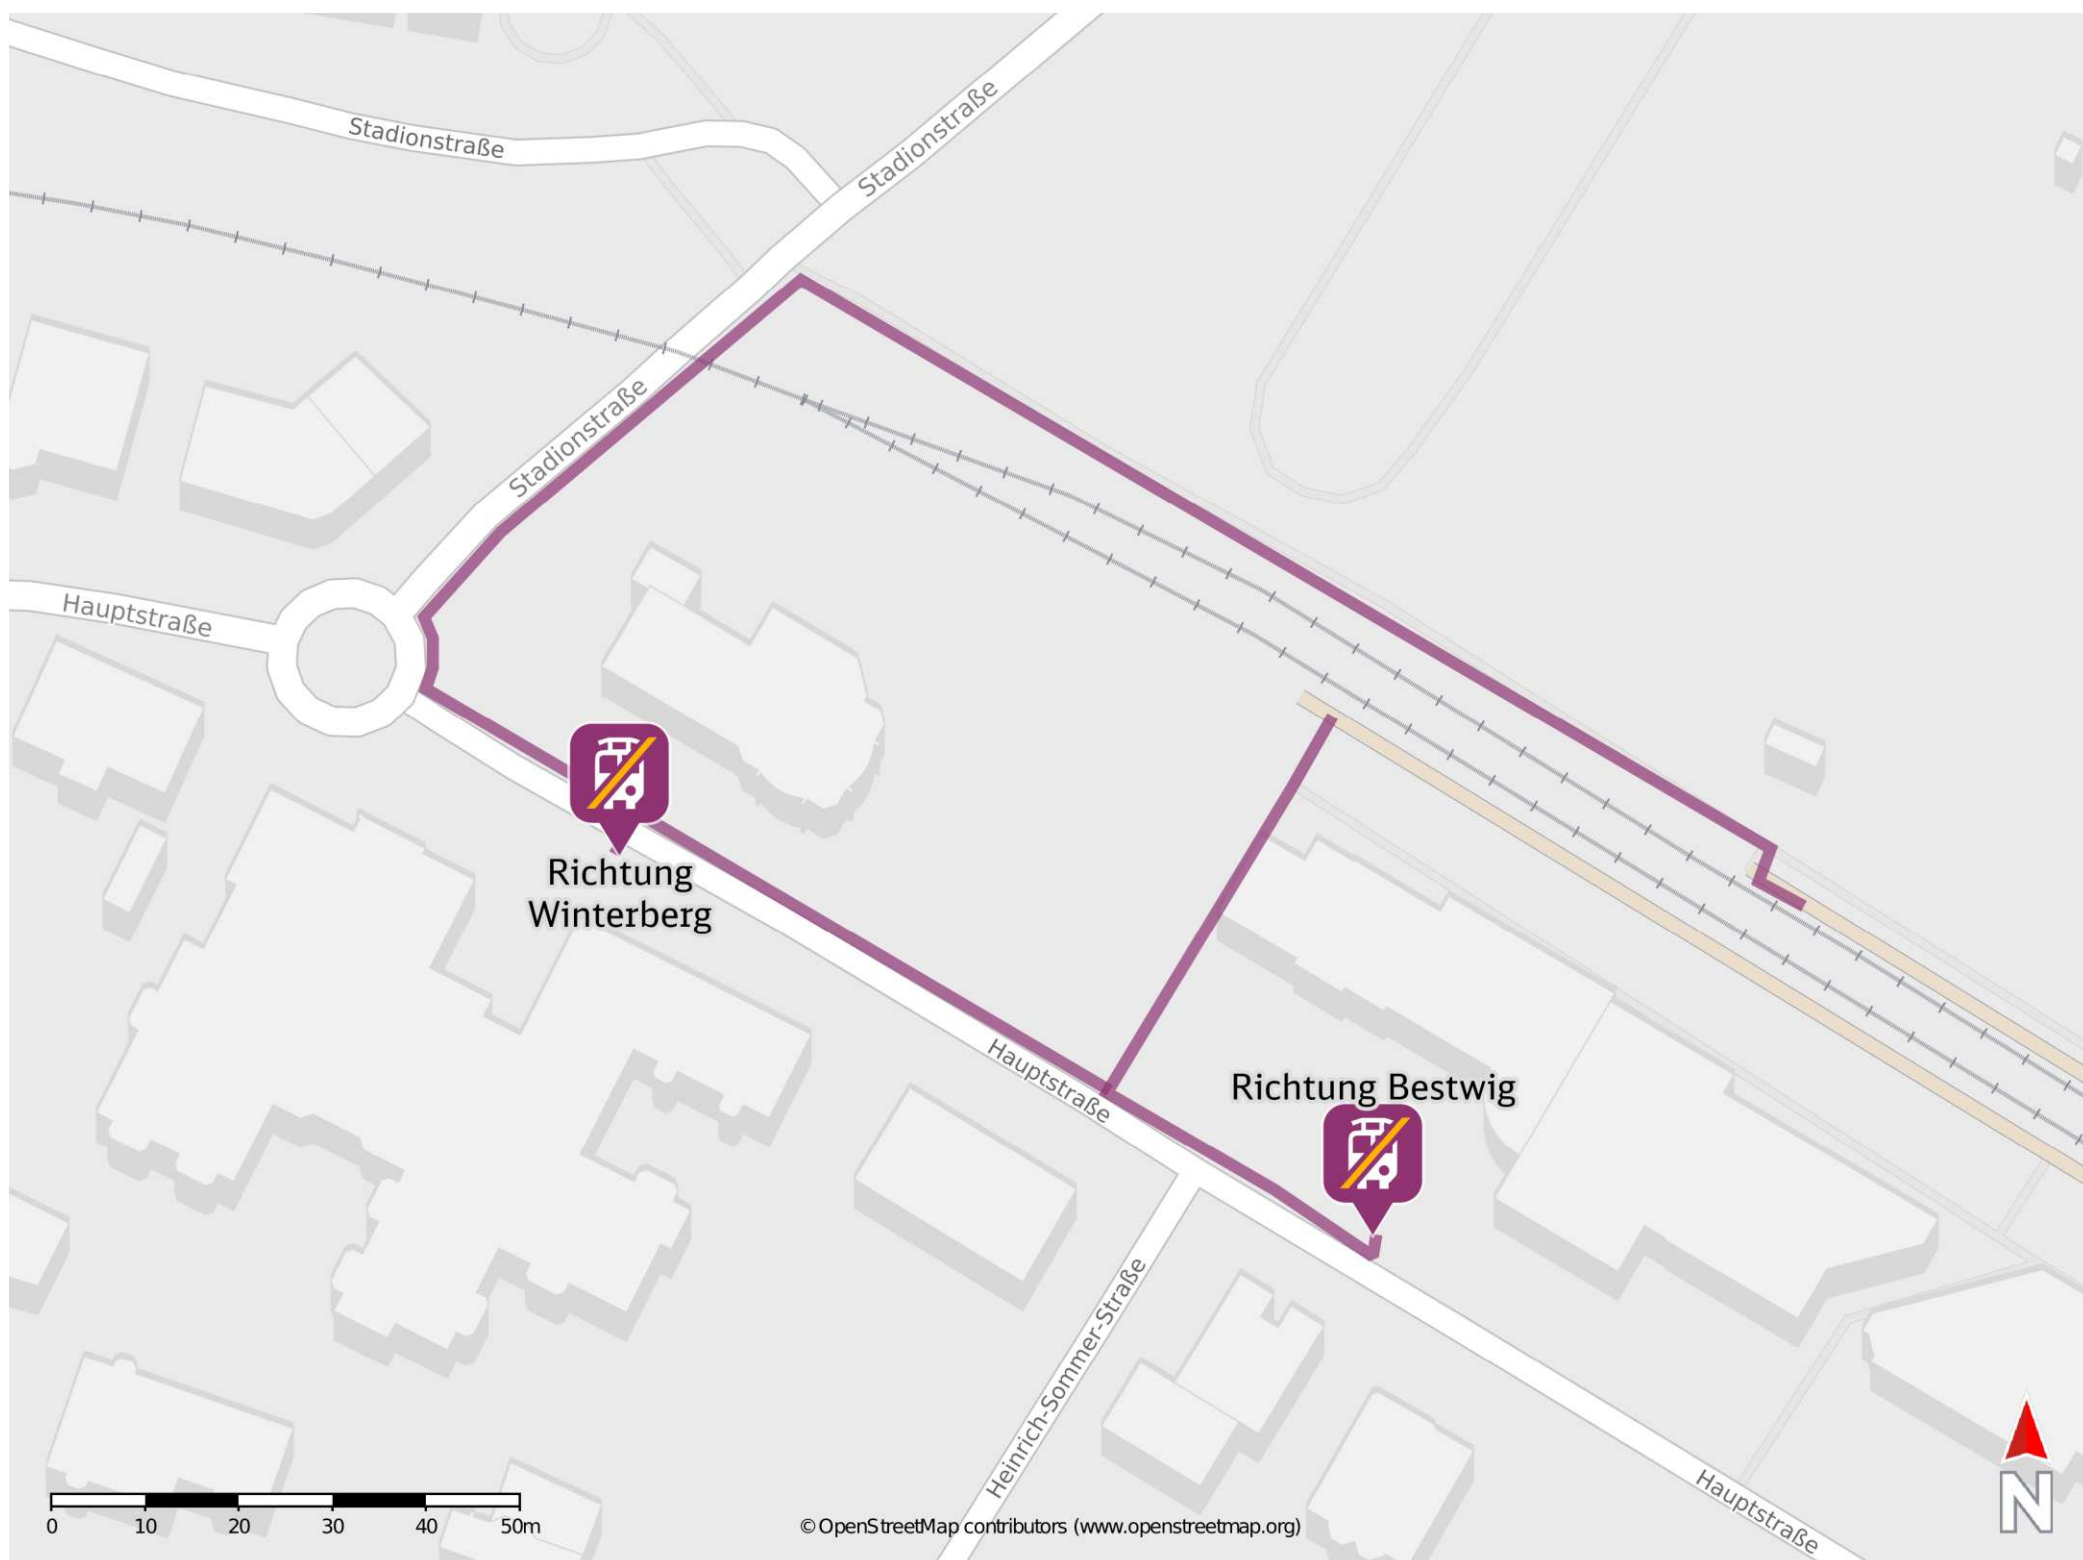 Stadionstraße
Stadionstraße
Stadionstraße
Hauptstraße
Richtung
Winterberg
Hauptstraße
Richtung Bestwig
Heinrich-Sommer-Straße
Hauptstraße
N
0 10 20 30 40 50m
© OpenStreetMap contributors (www.openstreetmap.org)